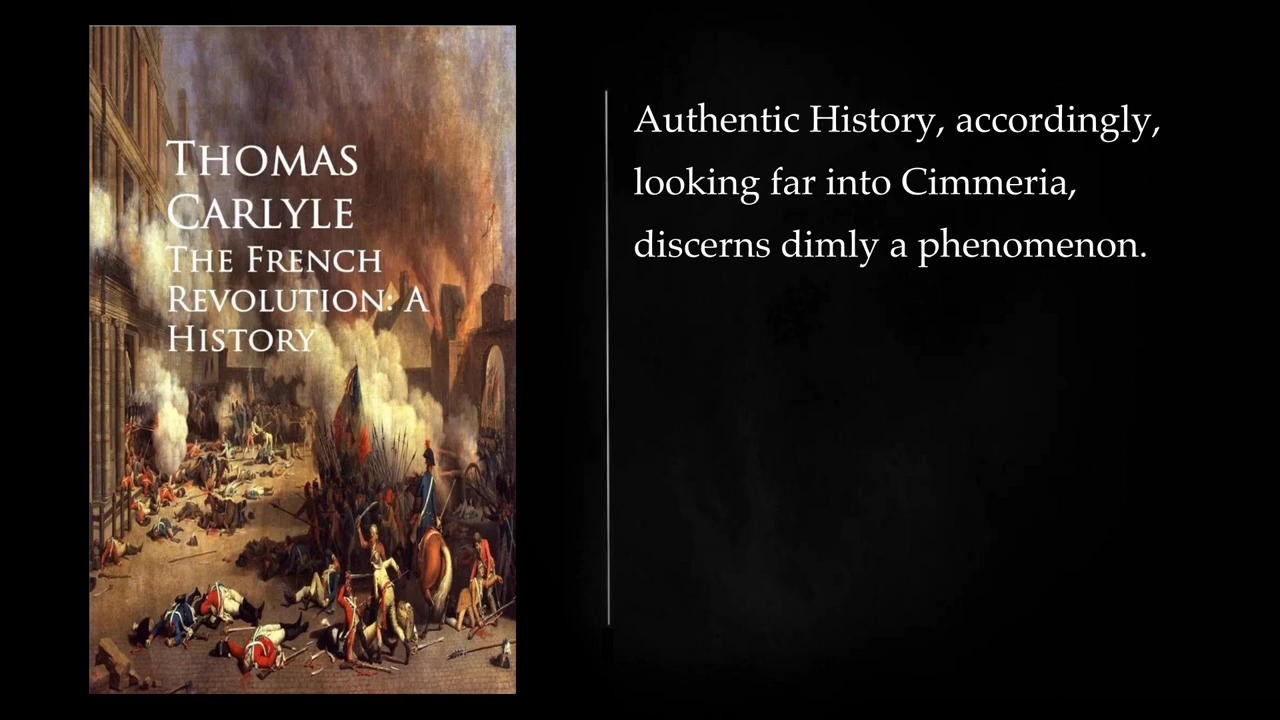 THOMAS
CARLYLE
THE FRENCH
REVOLUTION: A
HISTORY
Authentic History, accordingly,
looking far into Cimmeria,
discerns dimly a phenomenon.